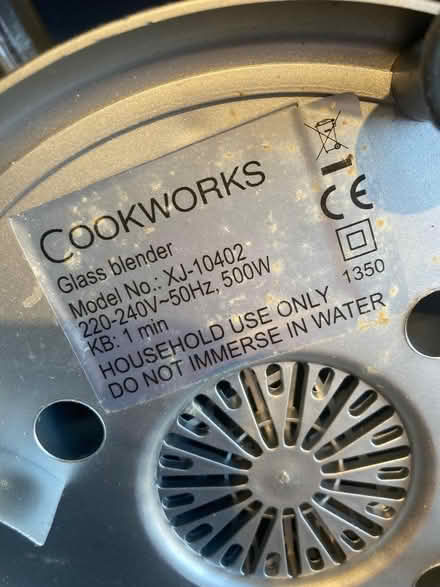 COOKWORKS
Glass blender
Model No.: XJ-10402
220-240V~50Hz, 500W
KB: 1 min
HOUSEHOLD USE ONLY
DO NOT IMMERSE IN WATER
CE
1350